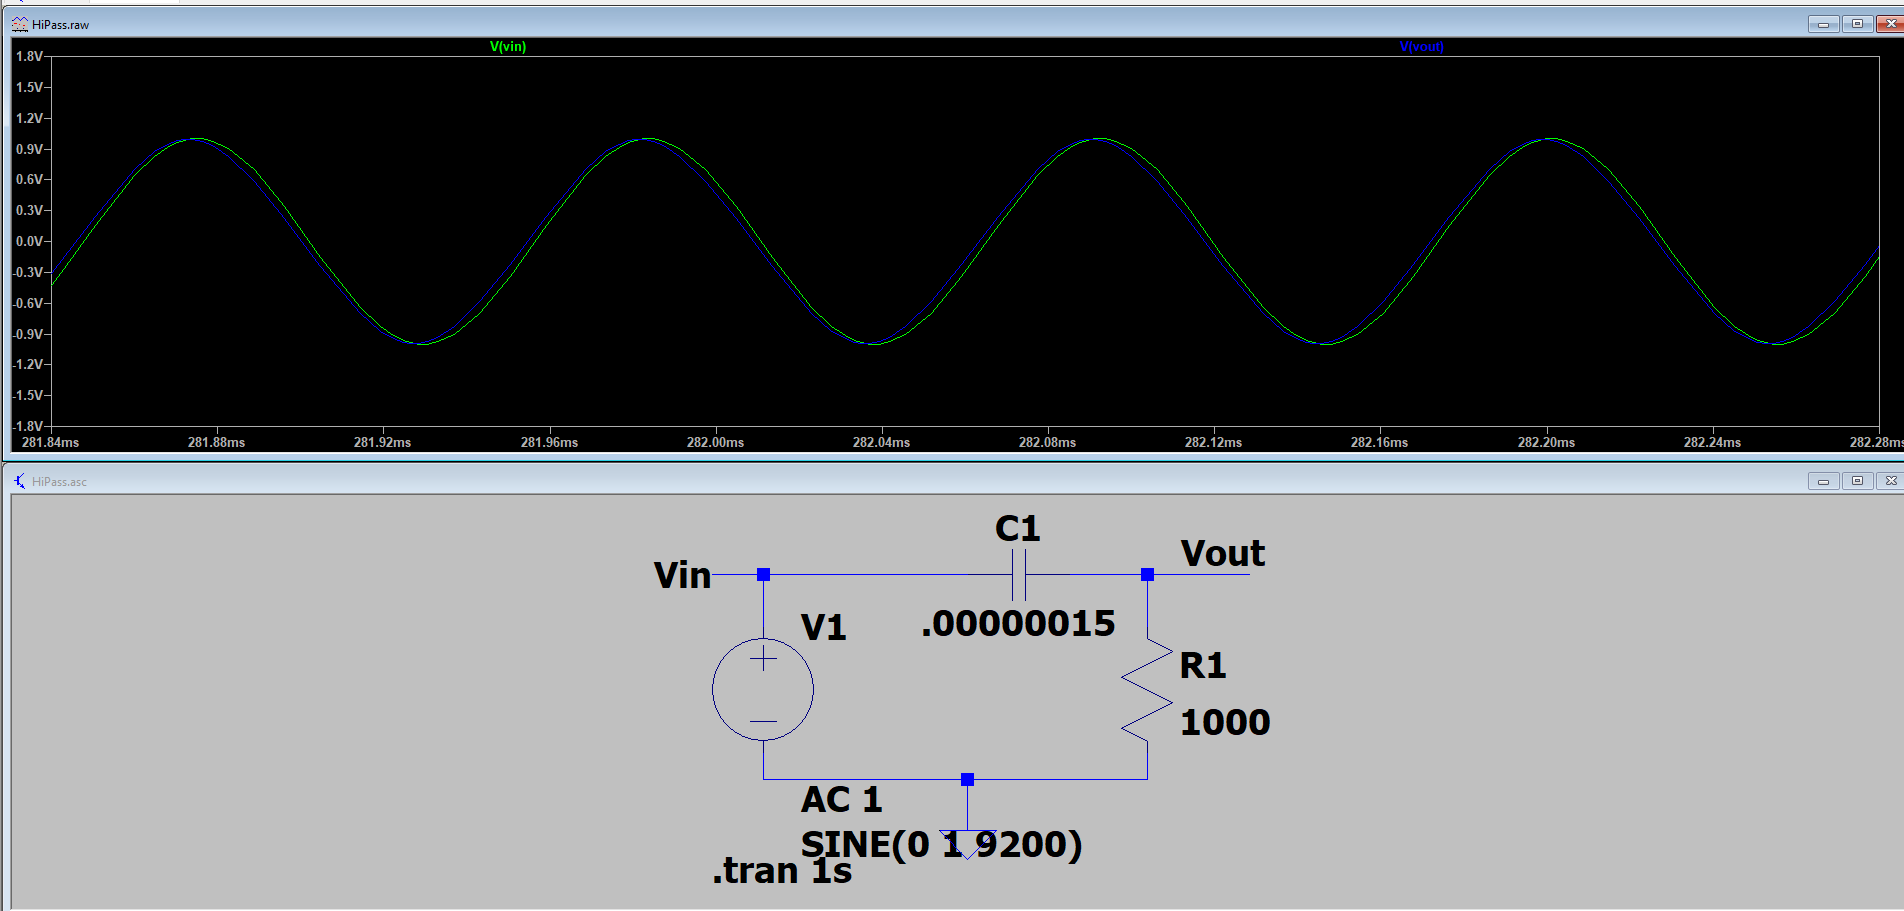 HiPass.raw
V(vin) V(vout)
1.8V
1.5V
1.2V
0.9V
0.6V
0.3V
0.0V
-0.3V
-0.6V
-0.9V
-1.2V
-1.5V
-1.8V
281.84ms 281.88ms 281.92ms 281.96ms 282.00ms 282.04ms 282.08ms 282.12ms 282.16ms 282.20ms 282.24ms 282.28ms
HiPass.asc
C1
Vin Vout
.00000015
V1
R1
1000
AC 1
SINE(0 1 9200)
.tran 1s